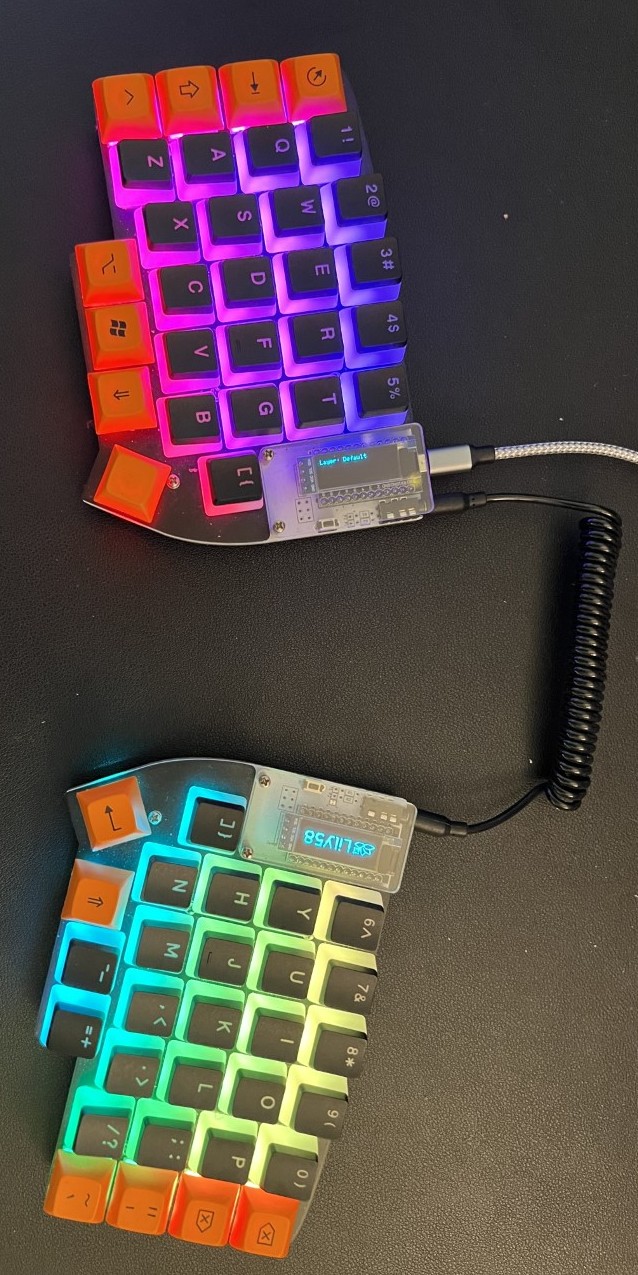 1! 2@ 3# 4$ 5%
Q W E R T
A S D F G
Z X C V B
[{
Layer: Default
Lily58
6^ 7& 8* 9( 0)
Y U I O P
H J K L ;:
]}
N M ,< .> /?
"'
-_ =+ ~`